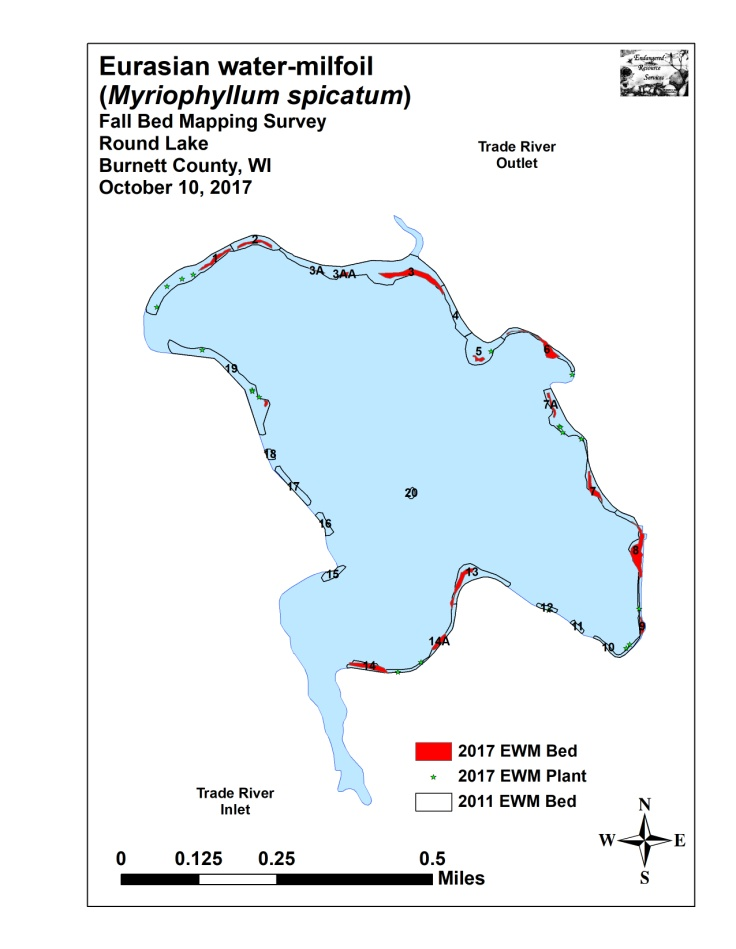 Eurasian water-milfoil
(Myriophyllum spicatum)
Fall Bed Mapping Survey
Round Lake
Burnett County, WI
October 10, 2017
Endangered
Resource
Services
Trade River
Outlet
1
2
3A
3AA
3
4
5
6
7A
7
8
9
10
11
12
13
14A
14
15
16
17
18
19
20
2017 EWM Bed
2017 EWM Plant
2011 EWM Bed
Trade River
Inlet
N
W
E
S
0
0.125
0.25
0.5
Miles